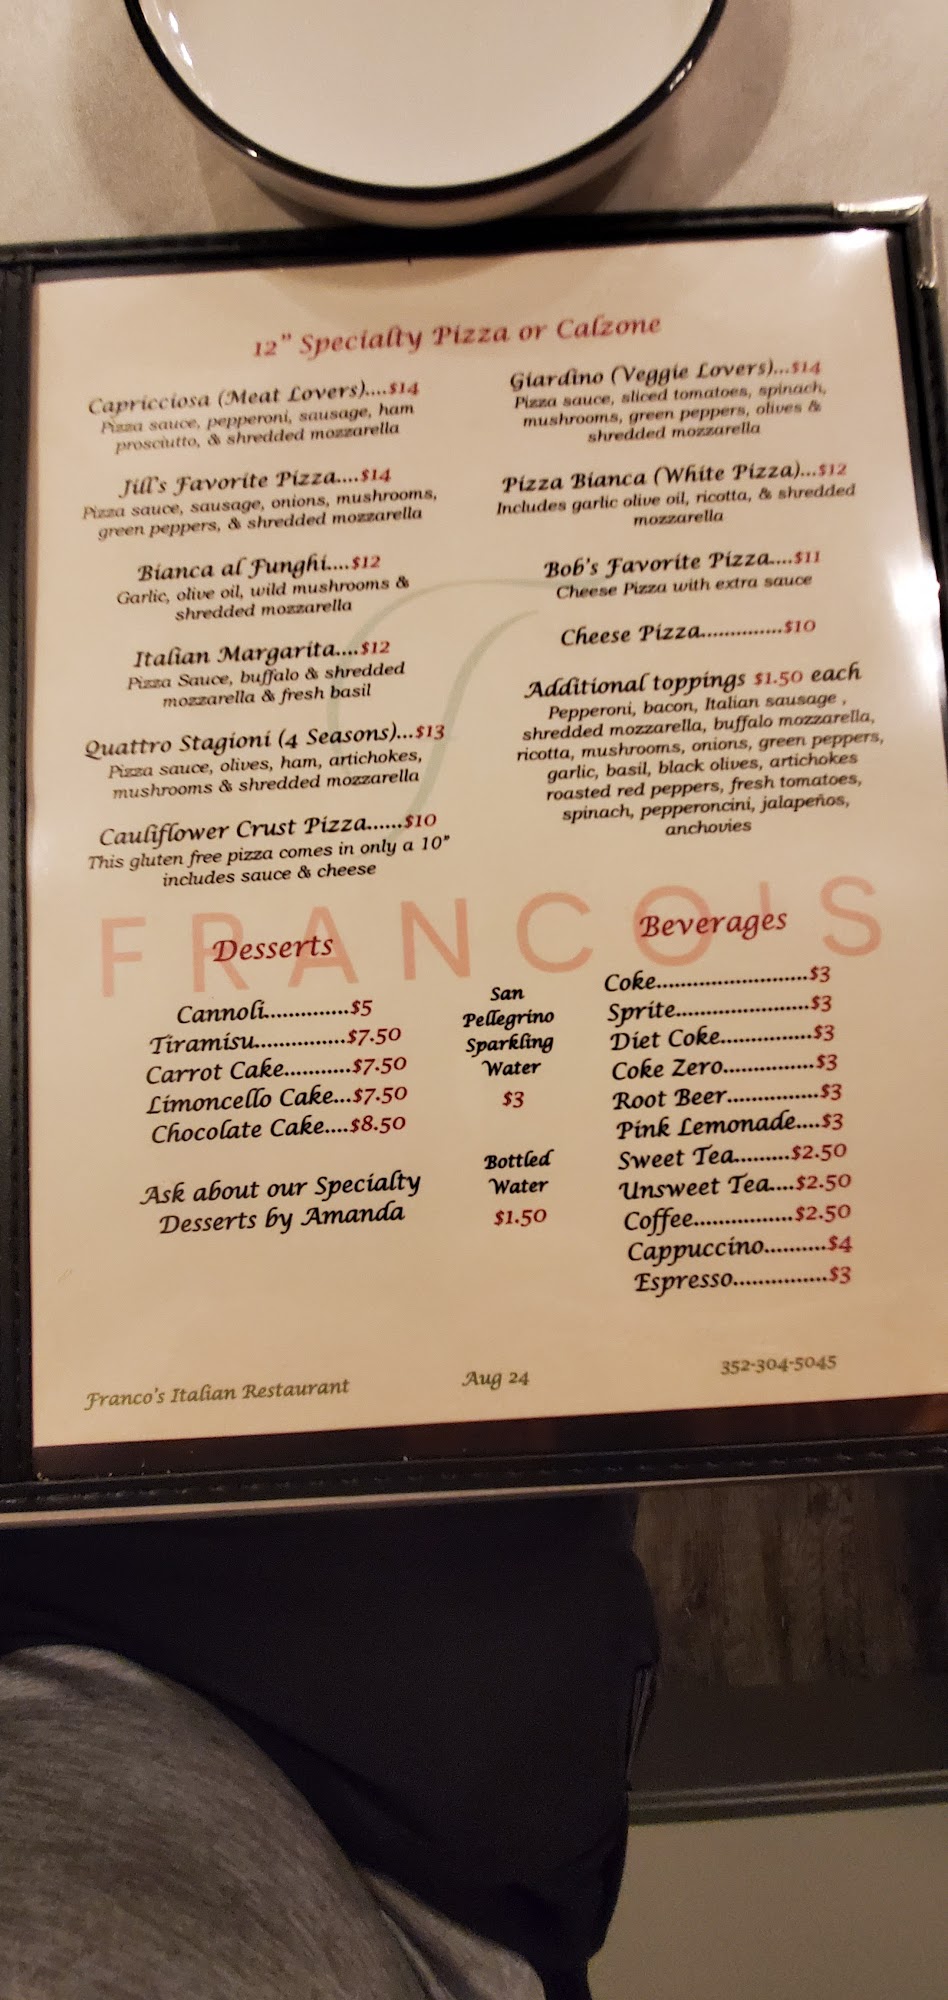 12" Specialty Pizza or Calzone
Capricciosa (Meat Lovers)....$14
Pizza sauce, pepperoni, sausage, ham
prosciutto, & shredded mozzarella
Jill's Favorite Pizza....$14
Pizza sauce, sausage, onions, mushrooms,
green peppers, & shredded mozzarella
Bianca al Funghi....$12
Garlic, olive oil, wild mushrooms &
shredded mozzarella
Italian Margarita....$12
Pizza Sauce, buffalo & shredded
mozzarella & fresh basil
Quattro Stagioni (4 Seasons)...$13
Pizza sauce, olives, ham, artichokes,
mushrooms & shredded mozzarella
Cauliflower Crust Pizza......$10
This gluten free pizza comes in only a 10"
includes sauce & cheese
Giardino (Veggie Lovers)...$14
Pizza sauce, sliced tomatoes, spinach,
mushrooms, green peppers, olives &
shredded mozzarella
Pizza Bianca (White Pizza)...$12
Includes garlic olive oil, ricotta, & shredded
mozzarella
Bob's Favorite Pizza....$11
Cheese Pizza with extra sauce
Cheese Pizza..............$10
Additional toppings $1.50 each
Pepperoni, bacon, Italian sausage ,
shredded mozzarella, buffalo mozzarella,
ricotta, mushrooms, onions, green peppers,
garlic, basil, black olives, artichokes
roasted red peppers, fresh tomatoes,
spinach, pepperoncini, jalapeños,
anchovies
FRANCO'S
Desserts
Cannoli..............$5
Tiramisu...............$7.50
Carrot Cake...........$7.50
Limoncello Cake...$7.50
Chocolate Cake....$8.50
Ask about our Specialty
Desserts by Amanda
San
Pellegrino
Sparkling
Water
$3
Bottled
Water
$1.50
Beverages
Coke.........................$3
Sprite......................$3
Diet Coke...............$3
Coke Zero...............$3
Root Beer...............$3
Pink Lemonade....$3
Sweet Tea.........$2.50
Unsweet Tea....$2.50
Coffee................$2.50
Cappuccino..........$4
Espresso................$3
Franco's Italian Restaurant
Aug 24
352-304-5045